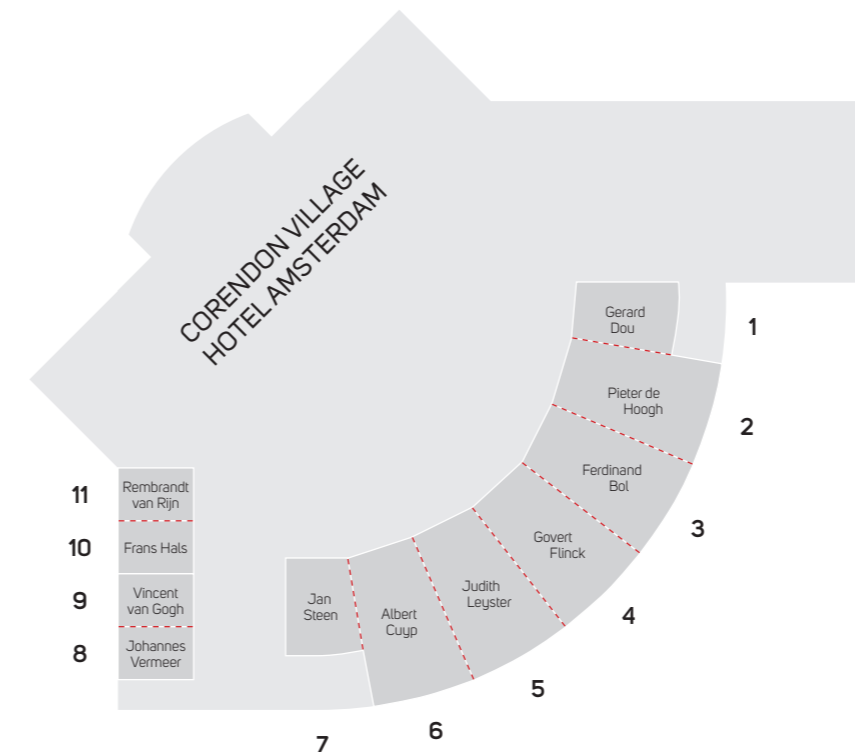 CORENDON VILLAGE
HOTEL AMSTERDAM
Gerard
Dou
1
Pieter de
Hoogh
2
Ferdinand
Bol
3
Govert
Flinck
4
Judith
Leyster
5
Albert
Cuyp
6
Jan
Steen
7
11
Rembrandt
van Rijn
10
Frans Hals
9
Vincent
van Gogh
8
Johannes
Vermeer